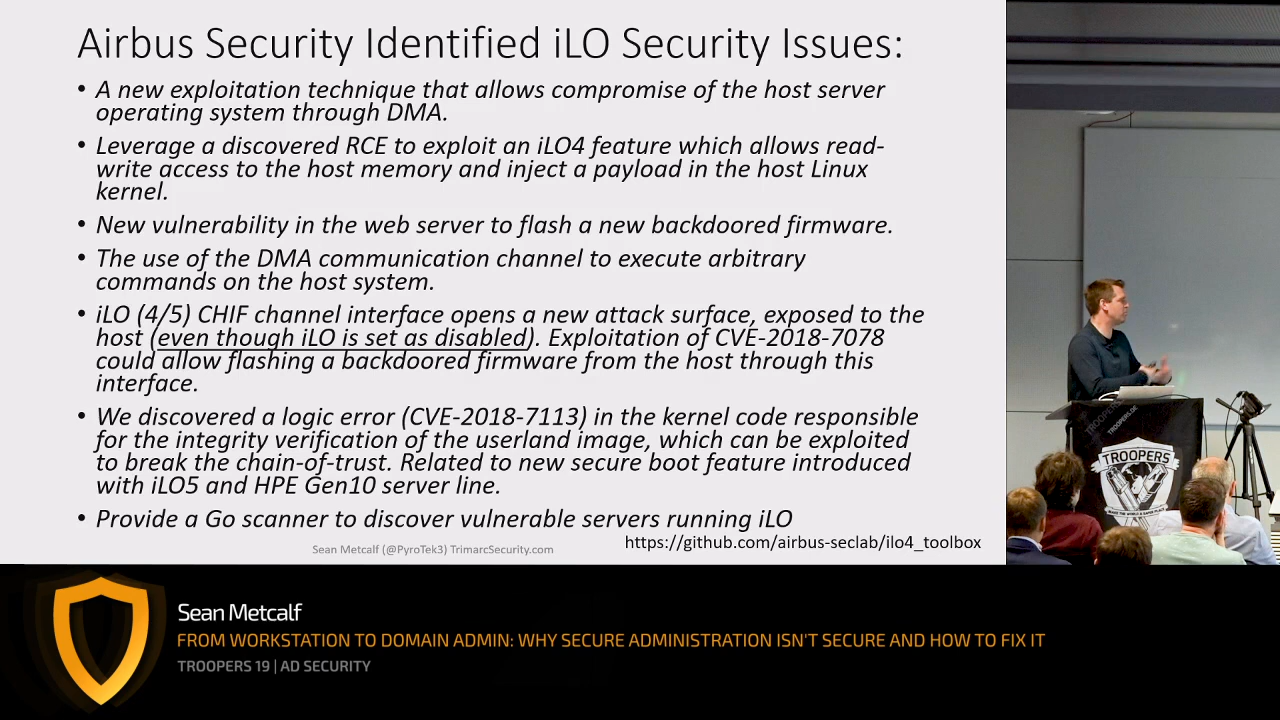 Airbus Security Identified iLO Security Issues:
• A new exploitation technique that allows compromise of the host server
operating system through DMA.
• Leverage a discovered RCE to exploit an iLO4 feature which allows read-
write access to the host memory and inject a payload in the host Linux
kernel.
• New vulnerability in the web server to flash a new backdoored firmware.
• The use of the DMA communication channel to execute arbitrary
commands on the host system.
• iLO (4/5) CHIF channel interface opens a new attack surface, exposed to the
host (even though iLO is set as disabled). Exploitation of CVE-2018-7078
could allow flashing a backdoored firmware from the host through this
interface.
• We discovered a logic error (CVE-2018-7113) in the kernel code responsible
for the integrity verification of the userland image, which can be exploited
to break the chain-of-trust. Related to new secure boot feature introduced
with iLO5 and HPE Gen10 server line.
• Provide a Go scanner to discover vulnerable servers running iLO
https://github.com/airbus-seclab/ilo4_toolbox
Sean Metcalf (@PyroTek3) TrimarcSecurity.com
TROOPERS
Sean Metcalf
FROM WORKSTATION TO DOMAIN ADMIN: WHY SECURE ADMINISTRATION ISN'T SECURE AND HOW TO FIX IT
TROOPERS 19 | AD SECURITY